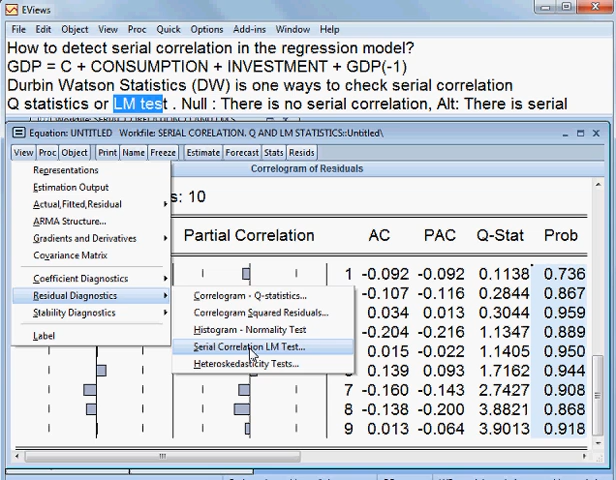 EViews
File Edit Object View Proc Quick Options Add-ins Window Help
How to detect serial correlation in the regression model?
GDP = C + CONSUMPTION + INVESTMENT + GDP(-1)
Durbin Watson Statistics (DW) is one ways to check serial correlation
Q statistics or LM test . Null : There is no serial correlation, Alt: There is serial
Equation: UNTITLED Workfile: SERIAL CORELATION. Q AND LM STATISTICS::Untitled\
View Proc Object Print Name Freeze Estimate Forecast Stats Resids
Correlogram of Residuals
Representations
Estimation Output
Actual,Fitted,Residual
ARMA Structure...
Gradients and Derivatives
Covariance Matrix
Coefficient Diagnostics
Residual Diagnostics
Stability Diagnostics
Label
Correlogram - Q-statistics...
Correlogram Squared Residuals...
Histogram - Normality Test
Serial Correlation LM Test...
Heteroskedasticity Tests...
s: 10
Partial Correlation AC PAC Q-Stat Prob
1 -0.092 -0.092 0.1138 0.736
-0.107 -0.116 0.2844 0.867
0.034 0.013 0.3044 0.959
-0.204 -0.216 1.1347 0.889
0.015 -0.022 1.1405 0.950
0.139 0.093 1.7162 0.944
7 -0.160 -0.143 2.7427 0.908
8 -0.138 -0.200 3.8821 0.868
9 0.013 -0.064 3.9013 0.918